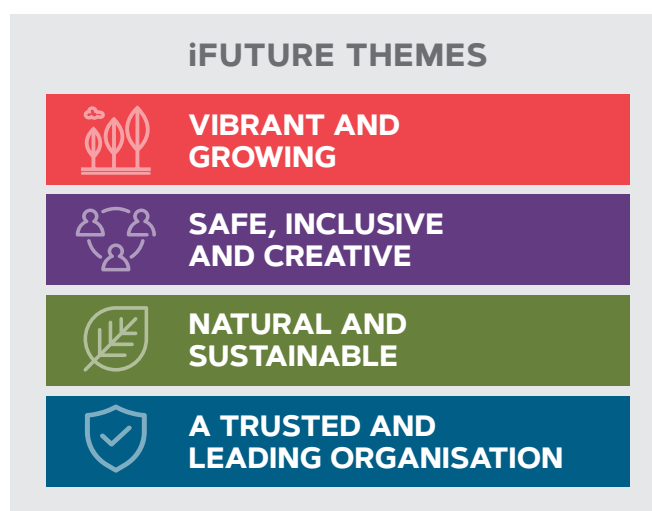 iFUTURE THEMES
VIBRANT AND
GROWING
SAFE, INCLUSIVE
AND CREATIVE
NATURAL AND
SUSTAINABLE
A TRUSTED AND
LEADING ORGANISATION